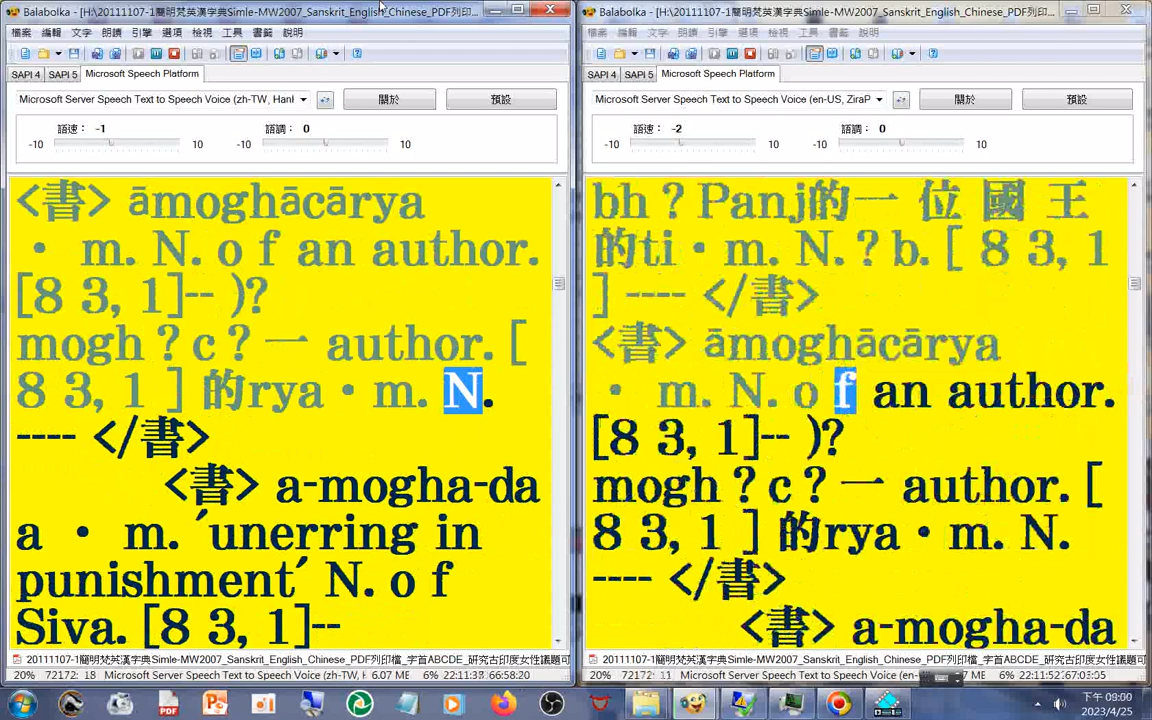 Balabolka - [H:\20111107-1簡明梵英漢字典Simle-MW2007_Sanskrit_English_Chinese_PDF列印...
檔案 編輯 文字 朗讀 引擎 選項 檢視 工具 書籤 說明
SAPI 4 SAPI 5 Microsoft Speech Platform
Microsoft Server Speech Text to Speech Voice (zh-TW, Hanl 關於 預設
語速： -1 語調： 0
-10 10 -10 10
<書> āmoghācārya
• m. N. o f an author.
[8 3, 1]-- )?
mogh？c？一 author. [
8 3, 1 ] 的rya • m. N.
---- </書>
<書> a-mogha-da
a • m. ´unerring in
punishment´ N. o f
Siva. [8 3, 1]--
20111107-1簡明梵英漢字典Simle-MW2007_Sanskrit_English_Chinese_PDF列印檔_字首ABCDE_研究古印度女性議題可
20% 72172: 18 Microsoft Server Speech Text to Speech Voice (zh-TW, H 6.07 ME 6% 22:11:33 66:58:20
Balabolka - [H:\20111107-1簡明梵英漢字典Simle-MW2007_Sanskrit_English_Chinese_PDF列印...
檔案 編輯 文字 朗讀 引擎 選項 檢視 工具 書籤 說明
SAPI 4 SAPI 5 Microsoft Speech Platform
Microsoft Server Speech Text to Speech Voice (en-US, ZiraP 關於 預設
語速： -2 語調： 0
-10 10 -10 10
bh？Panj的一 位 國 王
的ti • m. N.？b. [ 8 3, 1
] ---- </書>
<書> āmoghācārya
• m. N. o f an author.
[8 3, 1]-- )?
mogh？c？一 author. [
8 3, 1 ] 的rya • m. N.
---- </書>
<書> a-mogha-da
20111107-1簡明梵英漢字典Simle-MW2007_Sanskrit_English_Chinese_PDF列印檔_字首ABCDE_研究古印度女性議題可
20% 72172: 11 Microsoft Server Speech Text to Speech Voice 6% 11:22:52 67:03:05
下午 09:00
2023/4/25